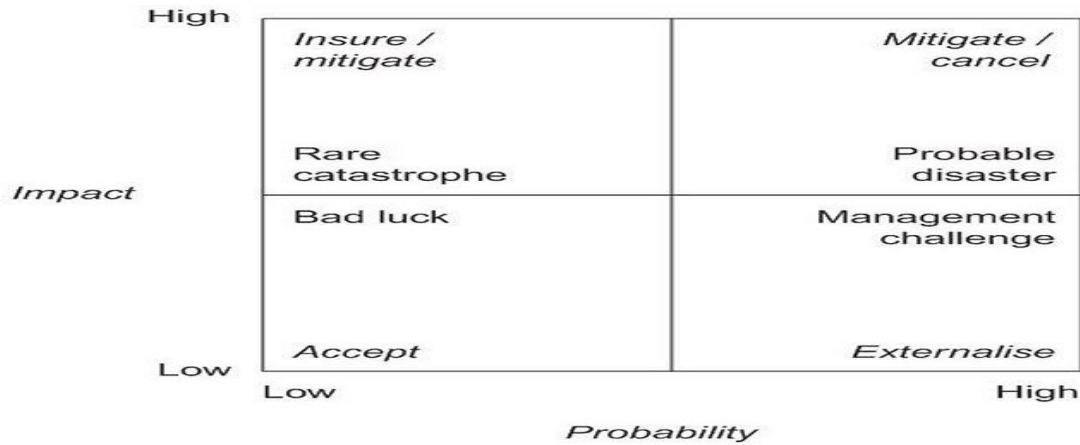 High
Insure /
mitigate
Mitigate /
cancel
Rare
catastrophe
Probable
disaster
Impact
Bad luck
Management
challenge
Accept
Externalise
Low
Low
High
Probability